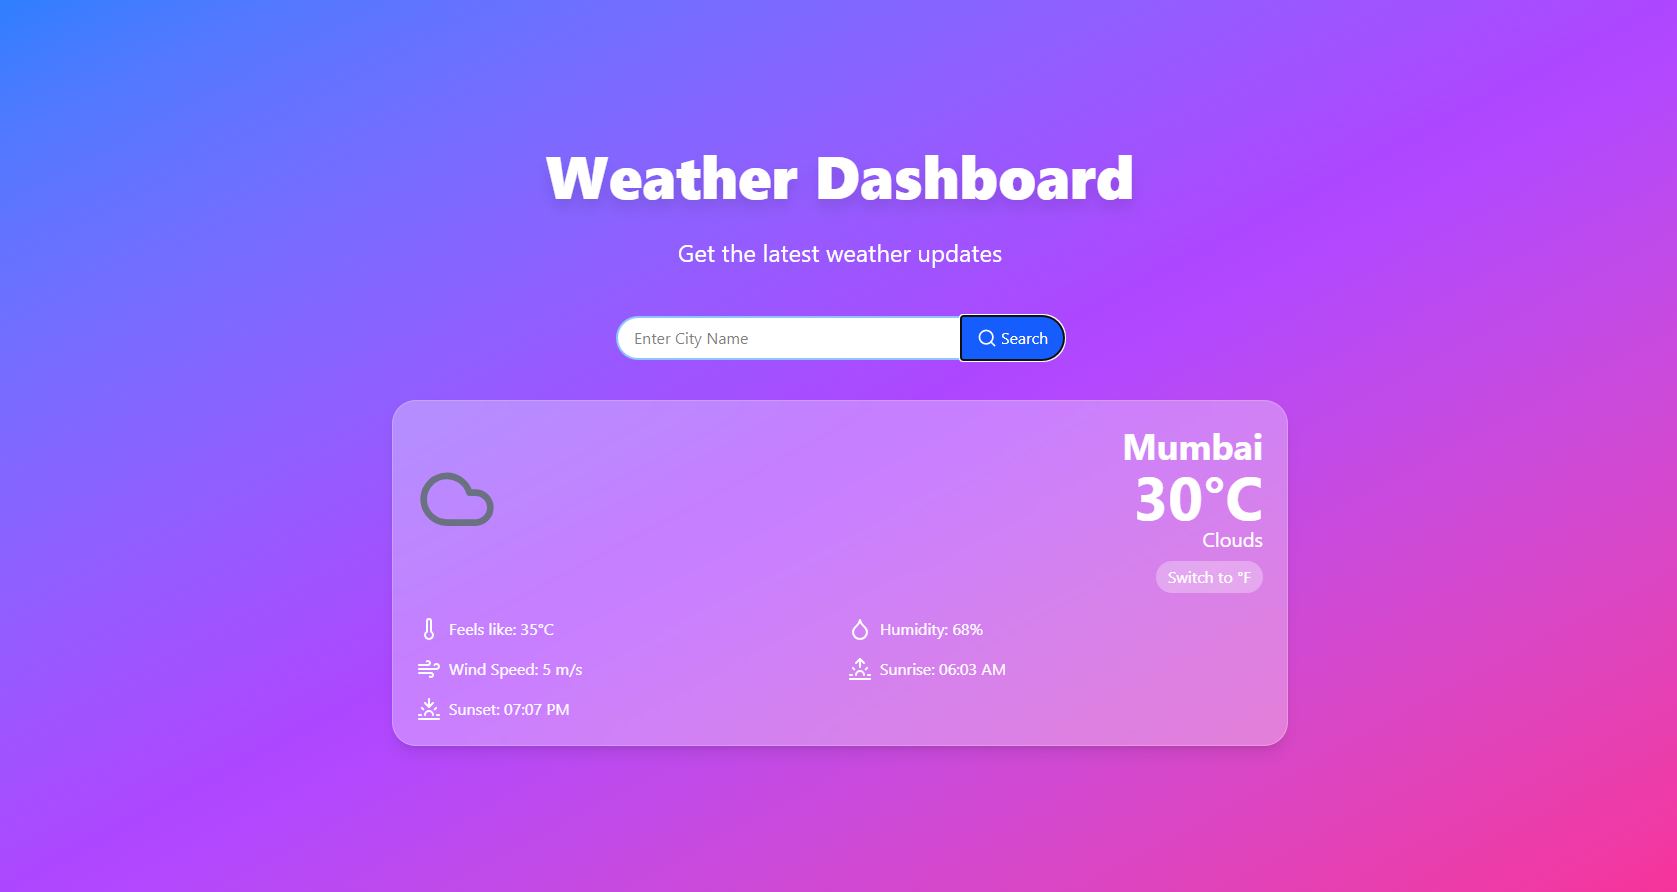 Weather Dashboard
Get the latest weather updates
Enter City Name
Search
Mumbai
30°C
Clouds
Switch to °F
Feels like: 35°C
Humidity: 68%
Wind Speed: 5 m/s
Sunrise: 06:03 AM
Sunset: 07:07 PM